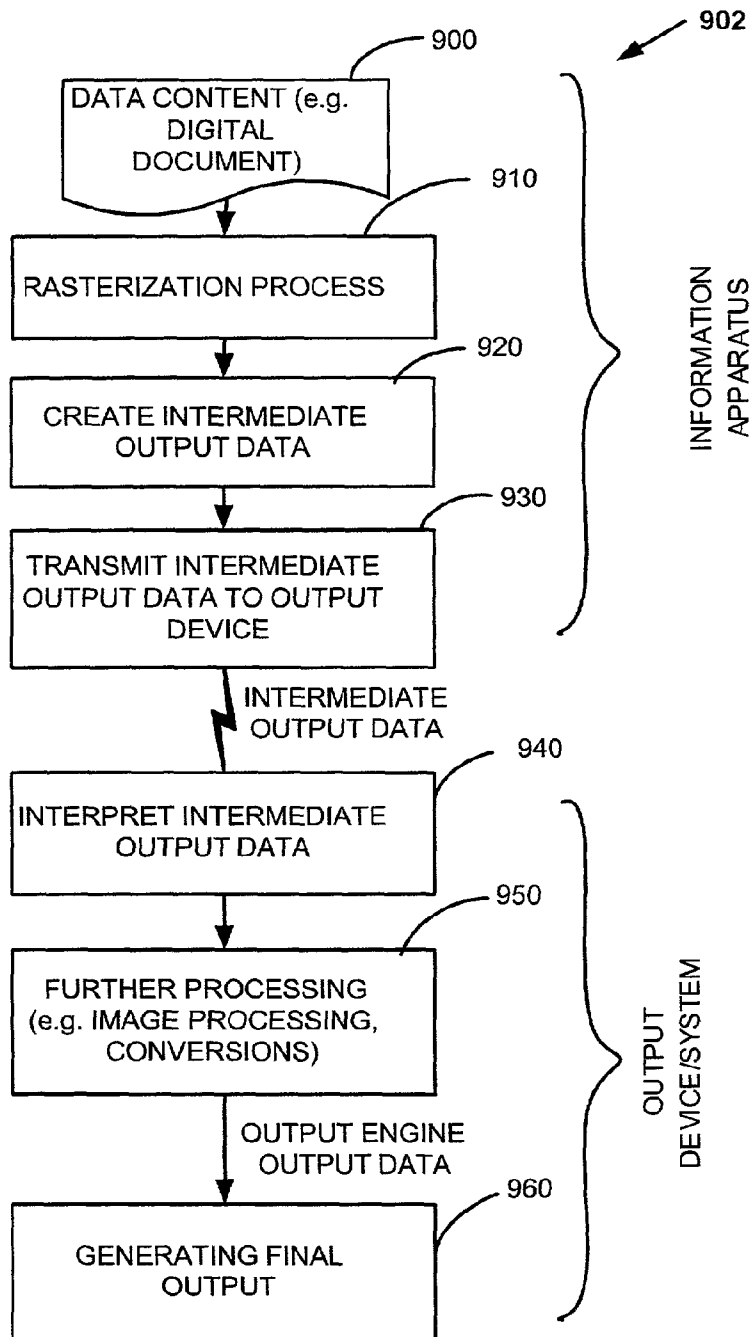 902
900
DATA CONTENT (e.g.
DIGITAL
DOCUMENT)
910
RASTERIZATION PROCESS
920
CREATE INTERMEDIATE
OUTPUT DATA
930
TRANSMIT INTERMEDIATE
OUTPUT DATA TO OUTPUT
DEVICE
INFORMATION
APPARATUS
INTERMEDIATE
OUTPUT DATA
940
INTERPRET INTERMEDIATE
OUTPUT DATA
950
FURTHER PROCESSING
(e.g. IMAGE PROCESSING,
CONVERSIONS)
OUTPUT
DEVICE/SYSTEM
OUTPUT ENGINE
OUTPUT DATA
960
GENERATING FINAL
OUTPUT